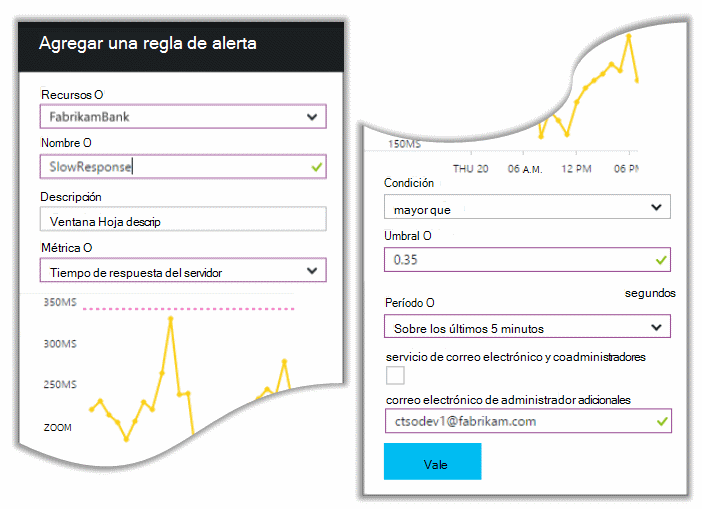 Agregar una regla de alerta
Recursos O
FabrikamBank
Nombre O
SlowResponse
Descripción
Ventana Hoja descrip
Métrica O
Tiempo de respuesta del servidor
350MS
300MS
250MS
ZOOM
150MS
THU 20 06 A.M. 12 PM 06 PM
Condición
mayor que
Umbral O
0.35
segundos
Período O
Sobre los últimos 5 minutos
servicio de correo electrónico y coadministradores
correo electrónico de administrador adicionales
ctsodev1@fabrikam.com
Vale